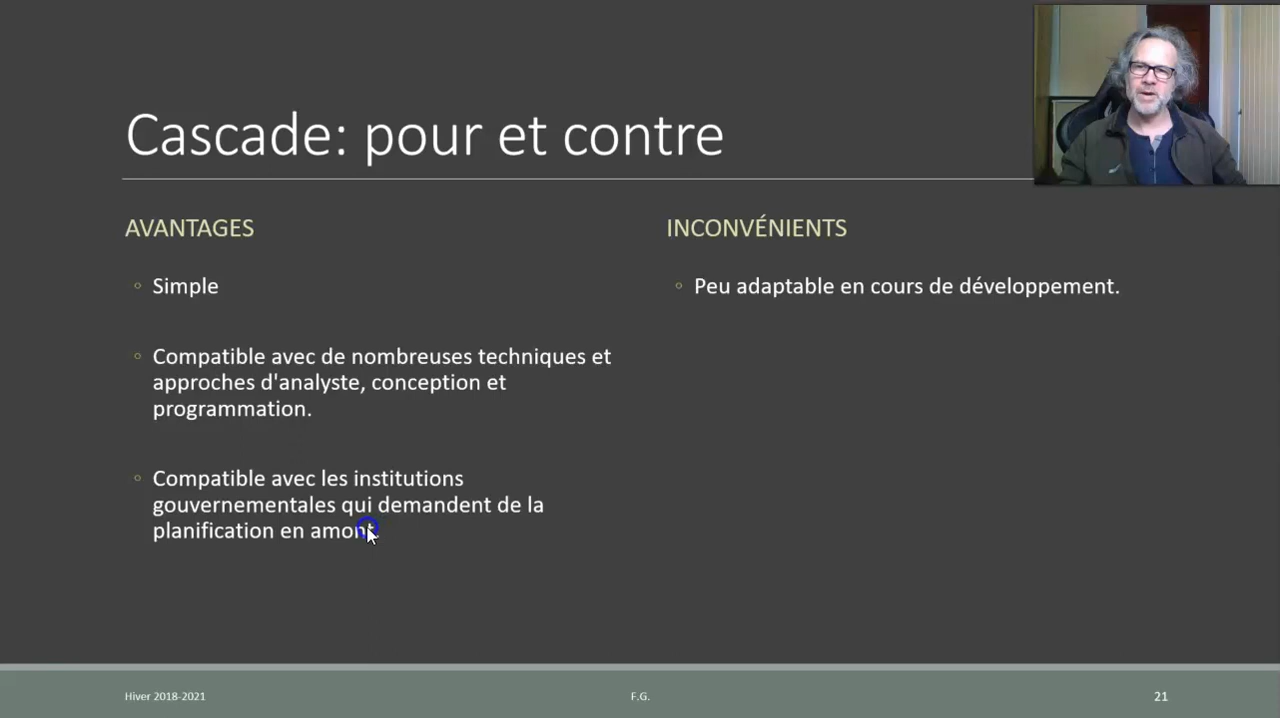 Cascade: pour et contre
AVANTAGES
Simple
Compatible avec de nombreuses techniques et
approches d'analyste, conception et
programmation.
Compatible avec les institutions
gouvernementales qui demandent de la
planification en amont.
INCONVÉNIENTS
Peu adaptable en cours de développement.
Hiver 2018-2021
F.G.
21